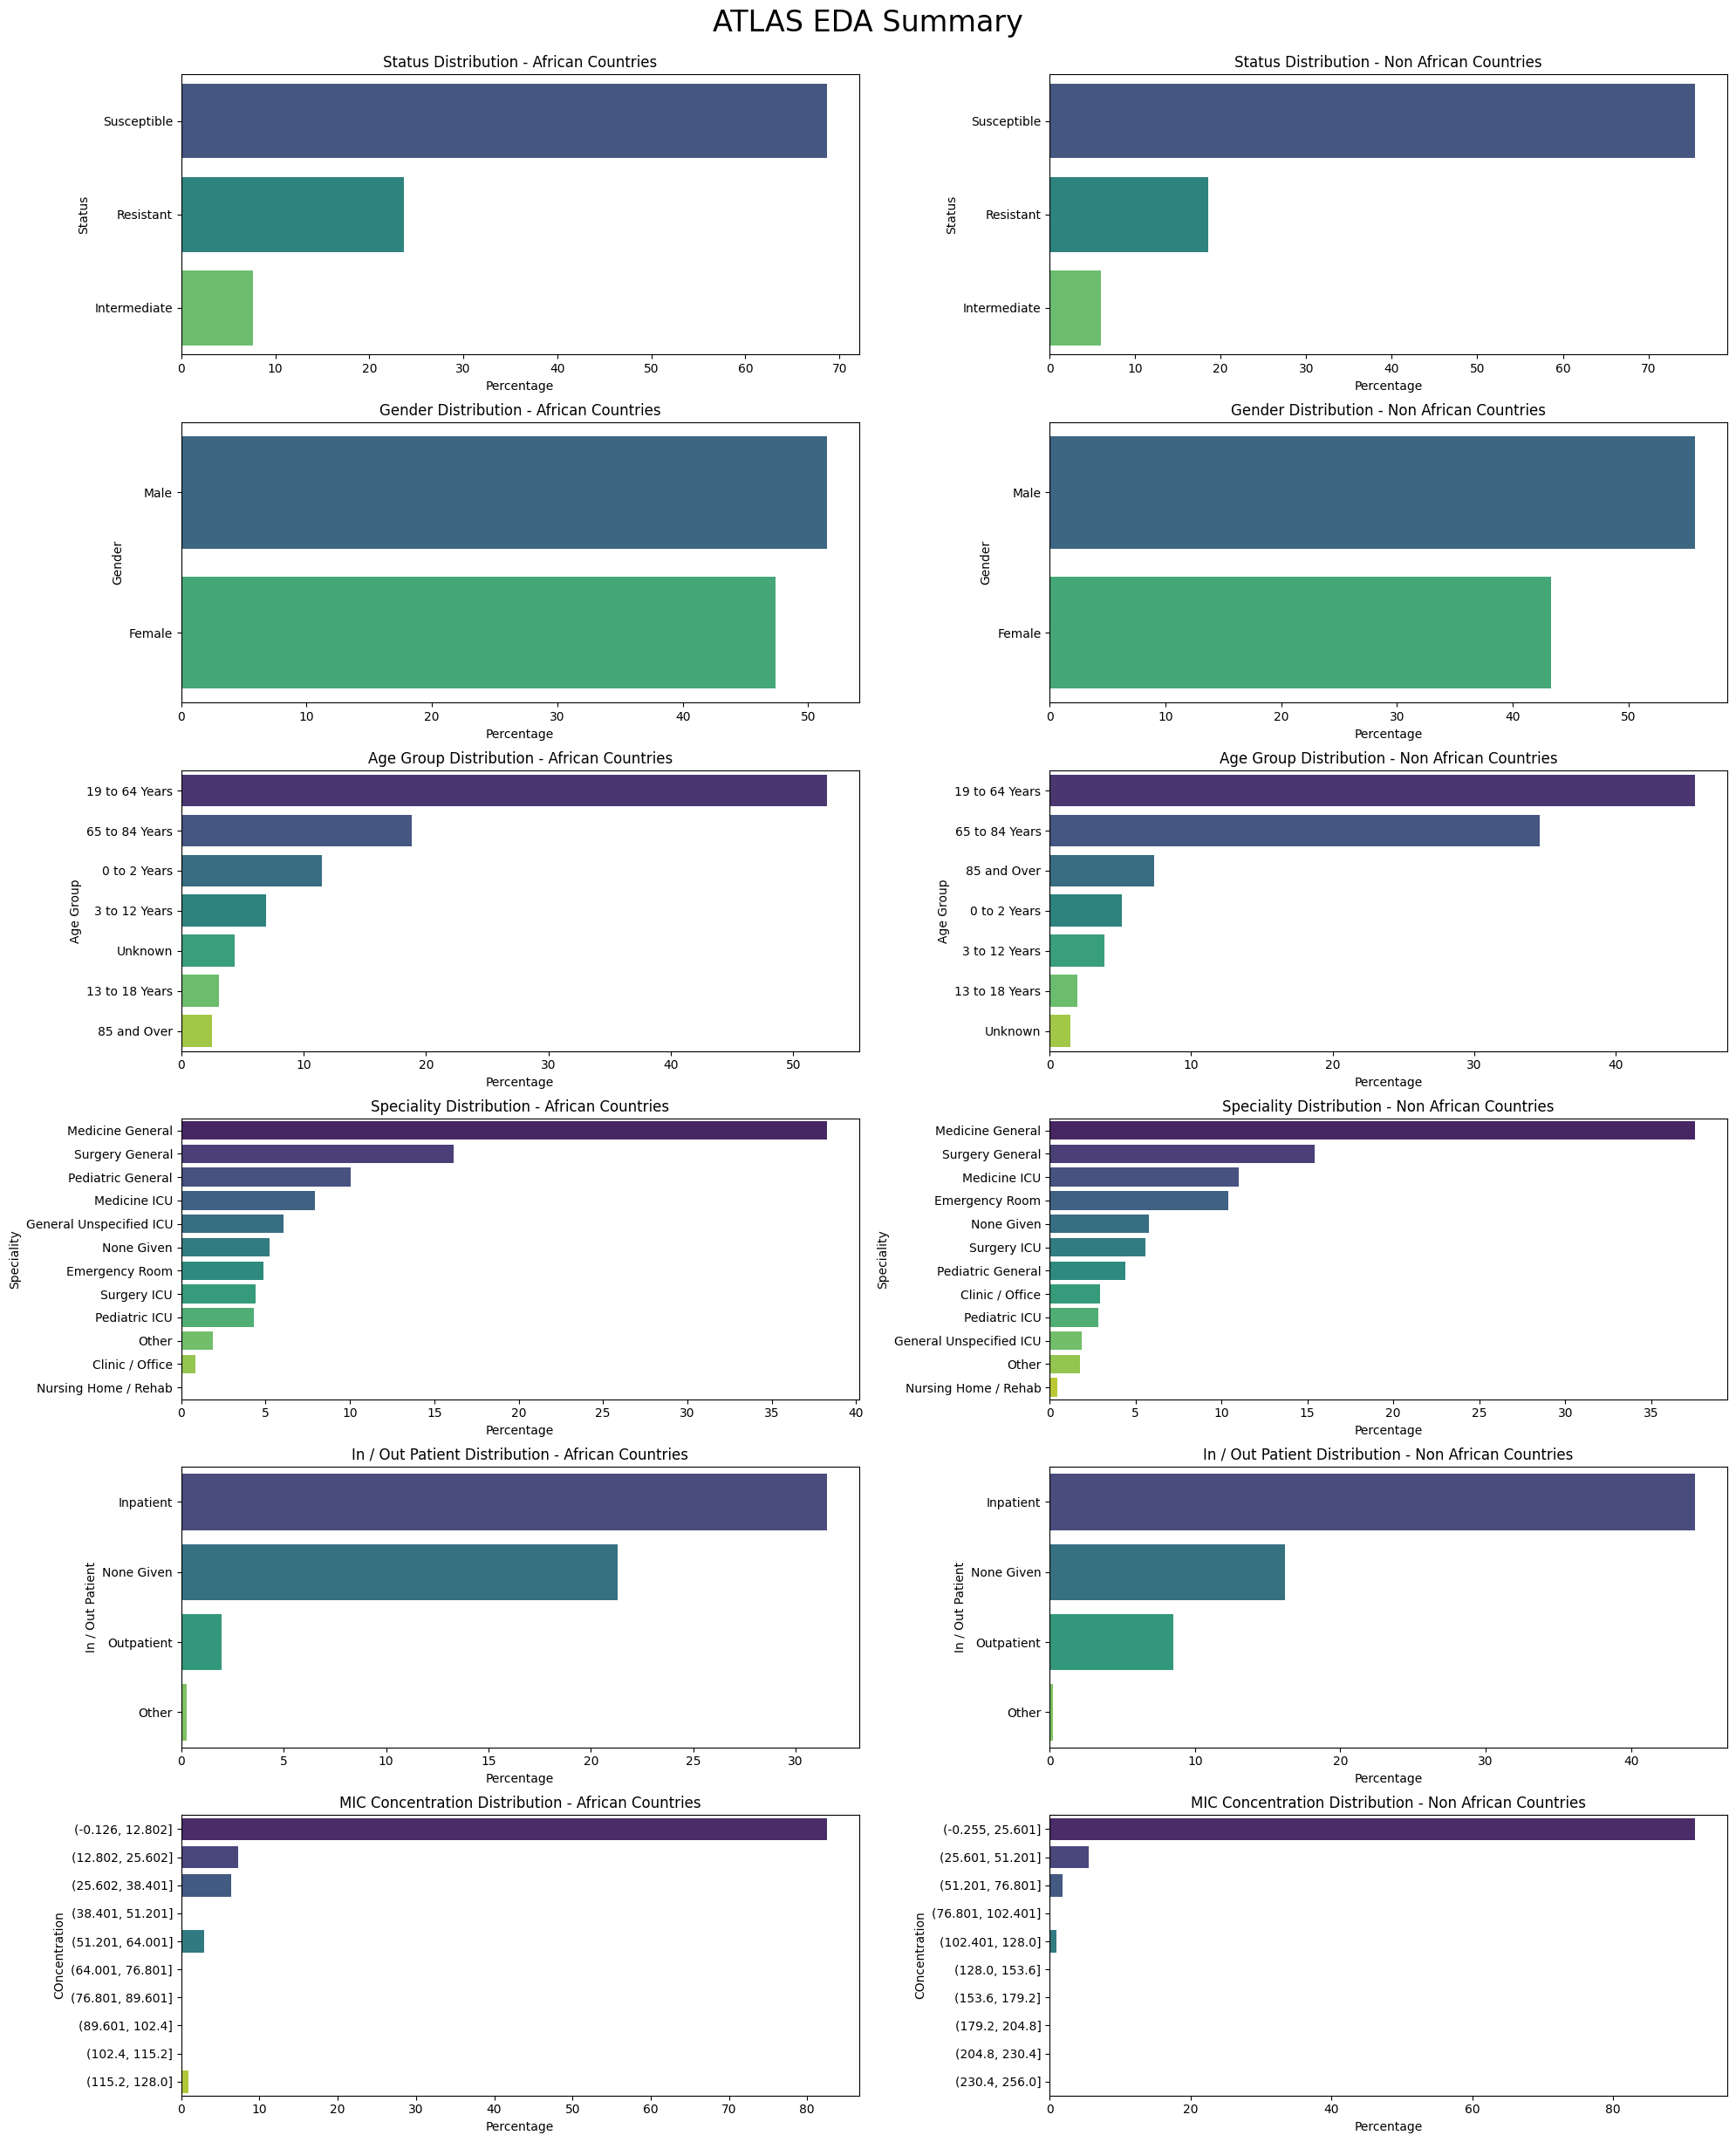 ATLAS EDA Summary
Status Distribution - African Countries
Status
Susceptible
Resistant
Intermediate
0 10 20 30 40 50 60 70
Percentage
Status Distribution - Non African Countries
Status
Susceptible
Resistant
Intermediate
0 10 20 30 40 50 60 70
Percentage
Gender Distribution - African Countries
Gender
Male
Female
0 10 20 30 40 50
Percentage
Gender Distribution - Non African Countries
Gender
Male
Female
0 10 20 30 40 50
Percentage
Age Group Distribution - African Countries
Age Group
19 to 64 Years
65 to 84 Years
0 to 2 Years
3 to 12 Years
Unknown
13 to 18 Years
85 and Over
0 10 20 30 40 50
Percentage
Age Group Distribution - Non African Countries
Age Group
19 to 64 Years
65 to 84 Years
85 and Over
0 to 2 Years
3 to 12 Years
13 to 18 Years
Unknown
0 10 20 30 40
Percentage
Speciality Distribution - African Countries
Speciality
Medicine General
Surgery General
Pediatric General
Medicine ICU
General Unspecified ICU
None Given
Emergency Room
Surgery ICU
Pediatric ICU
Other
Clinic / Office
Nursing Home / Rehab
0 5 10 15 20 25 30 35 40
Percentage
Speciality Distribution - Non African Countries
Speciality
Medicine General
Surgery General
Medicine ICU
Emergency Room
None Given
Surgery ICU
Pediatric General
Clinic / Office
Pediatric ICU
General Unspecified ICU
Other
Nursing Home / Rehab
0 5 10 15 20 25 30 35
Percentage
In / Out Patient Distribution - African Countries
In / Out Patient
Inpatient
None Given
Outpatient
Other
0 5 10 15 20 25 30
Percentage
In / Out Patient Distribution - Non African Countries
In / Out Patient
Inpatient
None Given
Outpatient
Other
0 10 20 30 40
Percentage
MIC Concentration Distribution - African Countries
COncentration
(-0.126, 12.802]
(12.802, 25.602]
(25.602, 38.401]
(38.401, 51.201]
(51.201, 64.001]
(64.001, 76.801]
(76.801, 89.601]
(89.601, 102.4]
(102.4, 115.2]
(115.2, 128.0]
0 10 20 30 40 50 60 70 80
Percentage
MIC Concentration Distribution - Non African Countries
COncentration
(-0.255, 25.601]
(25.601, 51.201]
(51.201, 76.801]
(76.801, 102.401]
(102.401, 128.0]
(128.0, 153.6]
(153.6, 179.2]
(179.2, 204.8]
(204.8, 230.4]
(230.4, 256.0]
0 20 40 60 80
Percentage